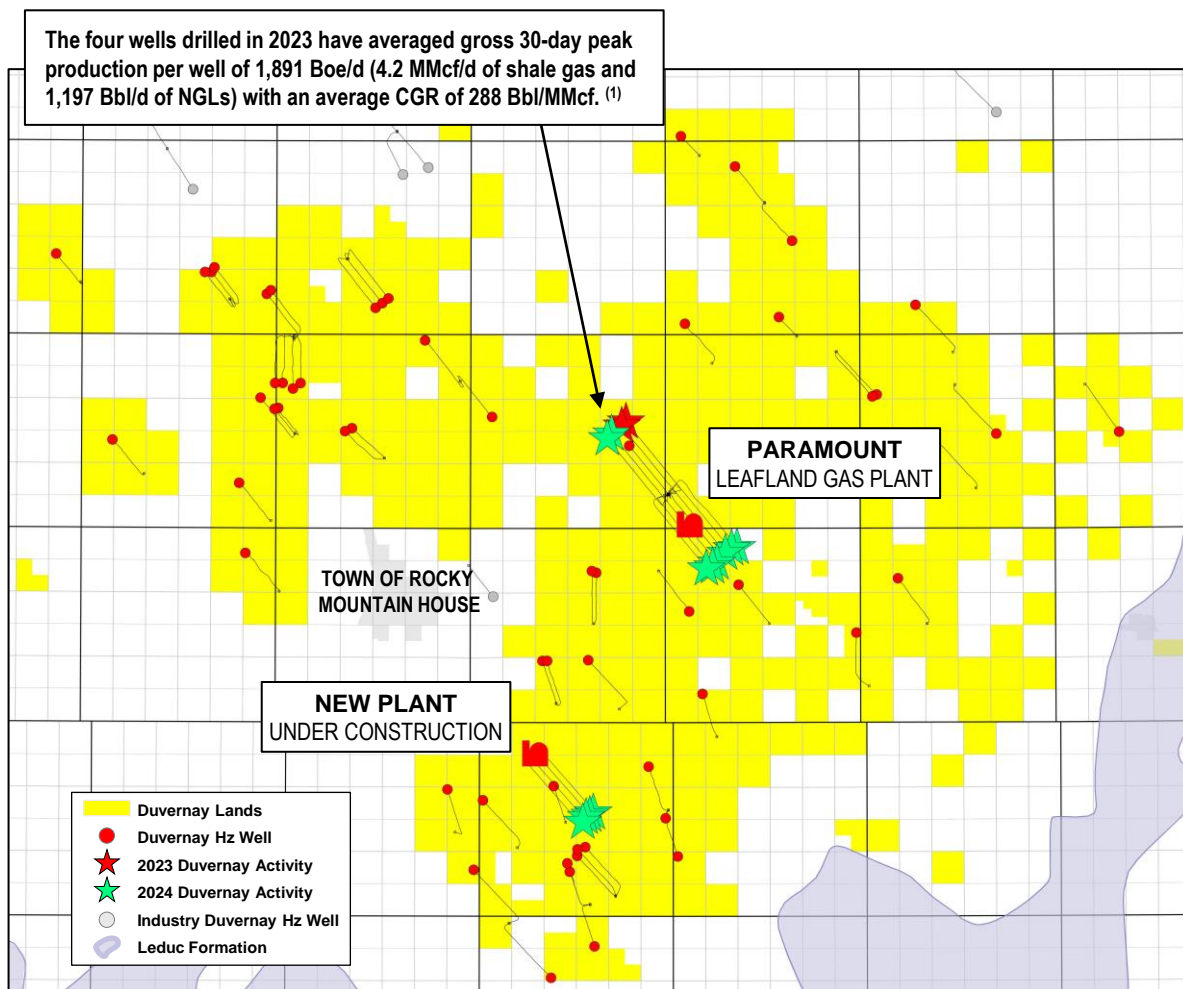 The four wells drilled in 2023 have averaged gross 30-day peak
production per well of 1,891 Boe/d (4.2 MMcf/d of shale gas and
1,197 Bbl/d of NGLs) with an average CGR of 288 Bbl/MMcf. (1)
PARAMOUNT
LEAFLAND GAS PLANT
TOWN OF ROCKY
MOUNTAIN HOUSE
NEW PLANT
UNDER CONSTRUCTION
Duvernay Lands
Duvernay Hz Well
2023 Duvernay Activity
2024 Duvernay Activity
Industry Duvernay Hz Well
Leduc Formation